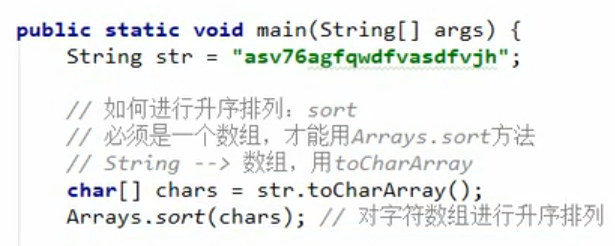 public static void main(String[] args) {
String str = "asv76agfqwdfvasdfvjh";
// 如何进行升序排列：sort
// 必须是一个数组，才能用Arrays.sort方法
// String --> 数组，用toCharArray
char[] chars = str.toCharArray();
Arrays.sort(chars); // 对字符数组进行升序排列